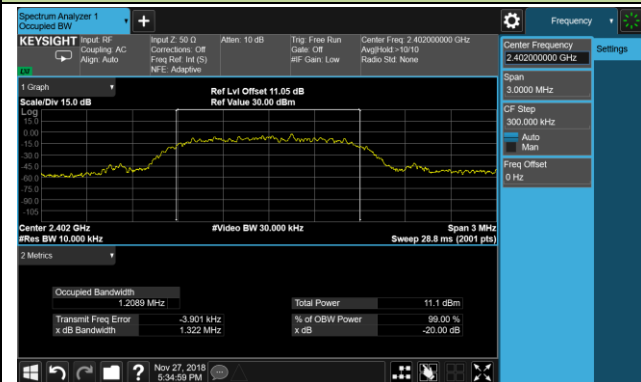 Spectrum Analyzer 1
Occupied BW
Frequency
KEYSIGHT
Input: RF
Coupling: AC
Align: Auto
Input Z: 50 Ω
Corrections: Off
Freq Ref: Int (S)
NFE: Adaptive
Atten: 10 dB
Trig: Free Run
Gate: Off
#IF Gain: Low
Center Freq: 2.402000000 GHz
Avg|Hold:>10/10
Radio Std: None
1 Graph
Scale/Div 15.0 dB
Ref Lvl Offset 11.05 dB
Ref Value 30.00 dBm
Log
15.0
0.00
-15.0
-30.0
-45.0
-60.0
-75.0
-90.0
-105
Center 2.402 GHz
#Res BW 10.000 kHz
#Video BW 30.000 kHz
Span 3 MHz
Sweep 28.8 ms (2001 pts)
2 Metrics
Occupied Bandwidth
1.2089 MHz
Total Power
11.1 dBm
Transmit Freq Error
-3.901 kHz
% of OBW Power
99.00 %
x dB Bandwidth
1.322 MHz
x dB
-20.00 dB
Nov 27, 2018
5:34:59 PM
Center Frequency
2.402000000 GHz
Settings
Span
3.0000 MHz
CF Step
300.000 kHz
Auto
Man
Freq Offset
0 Hz